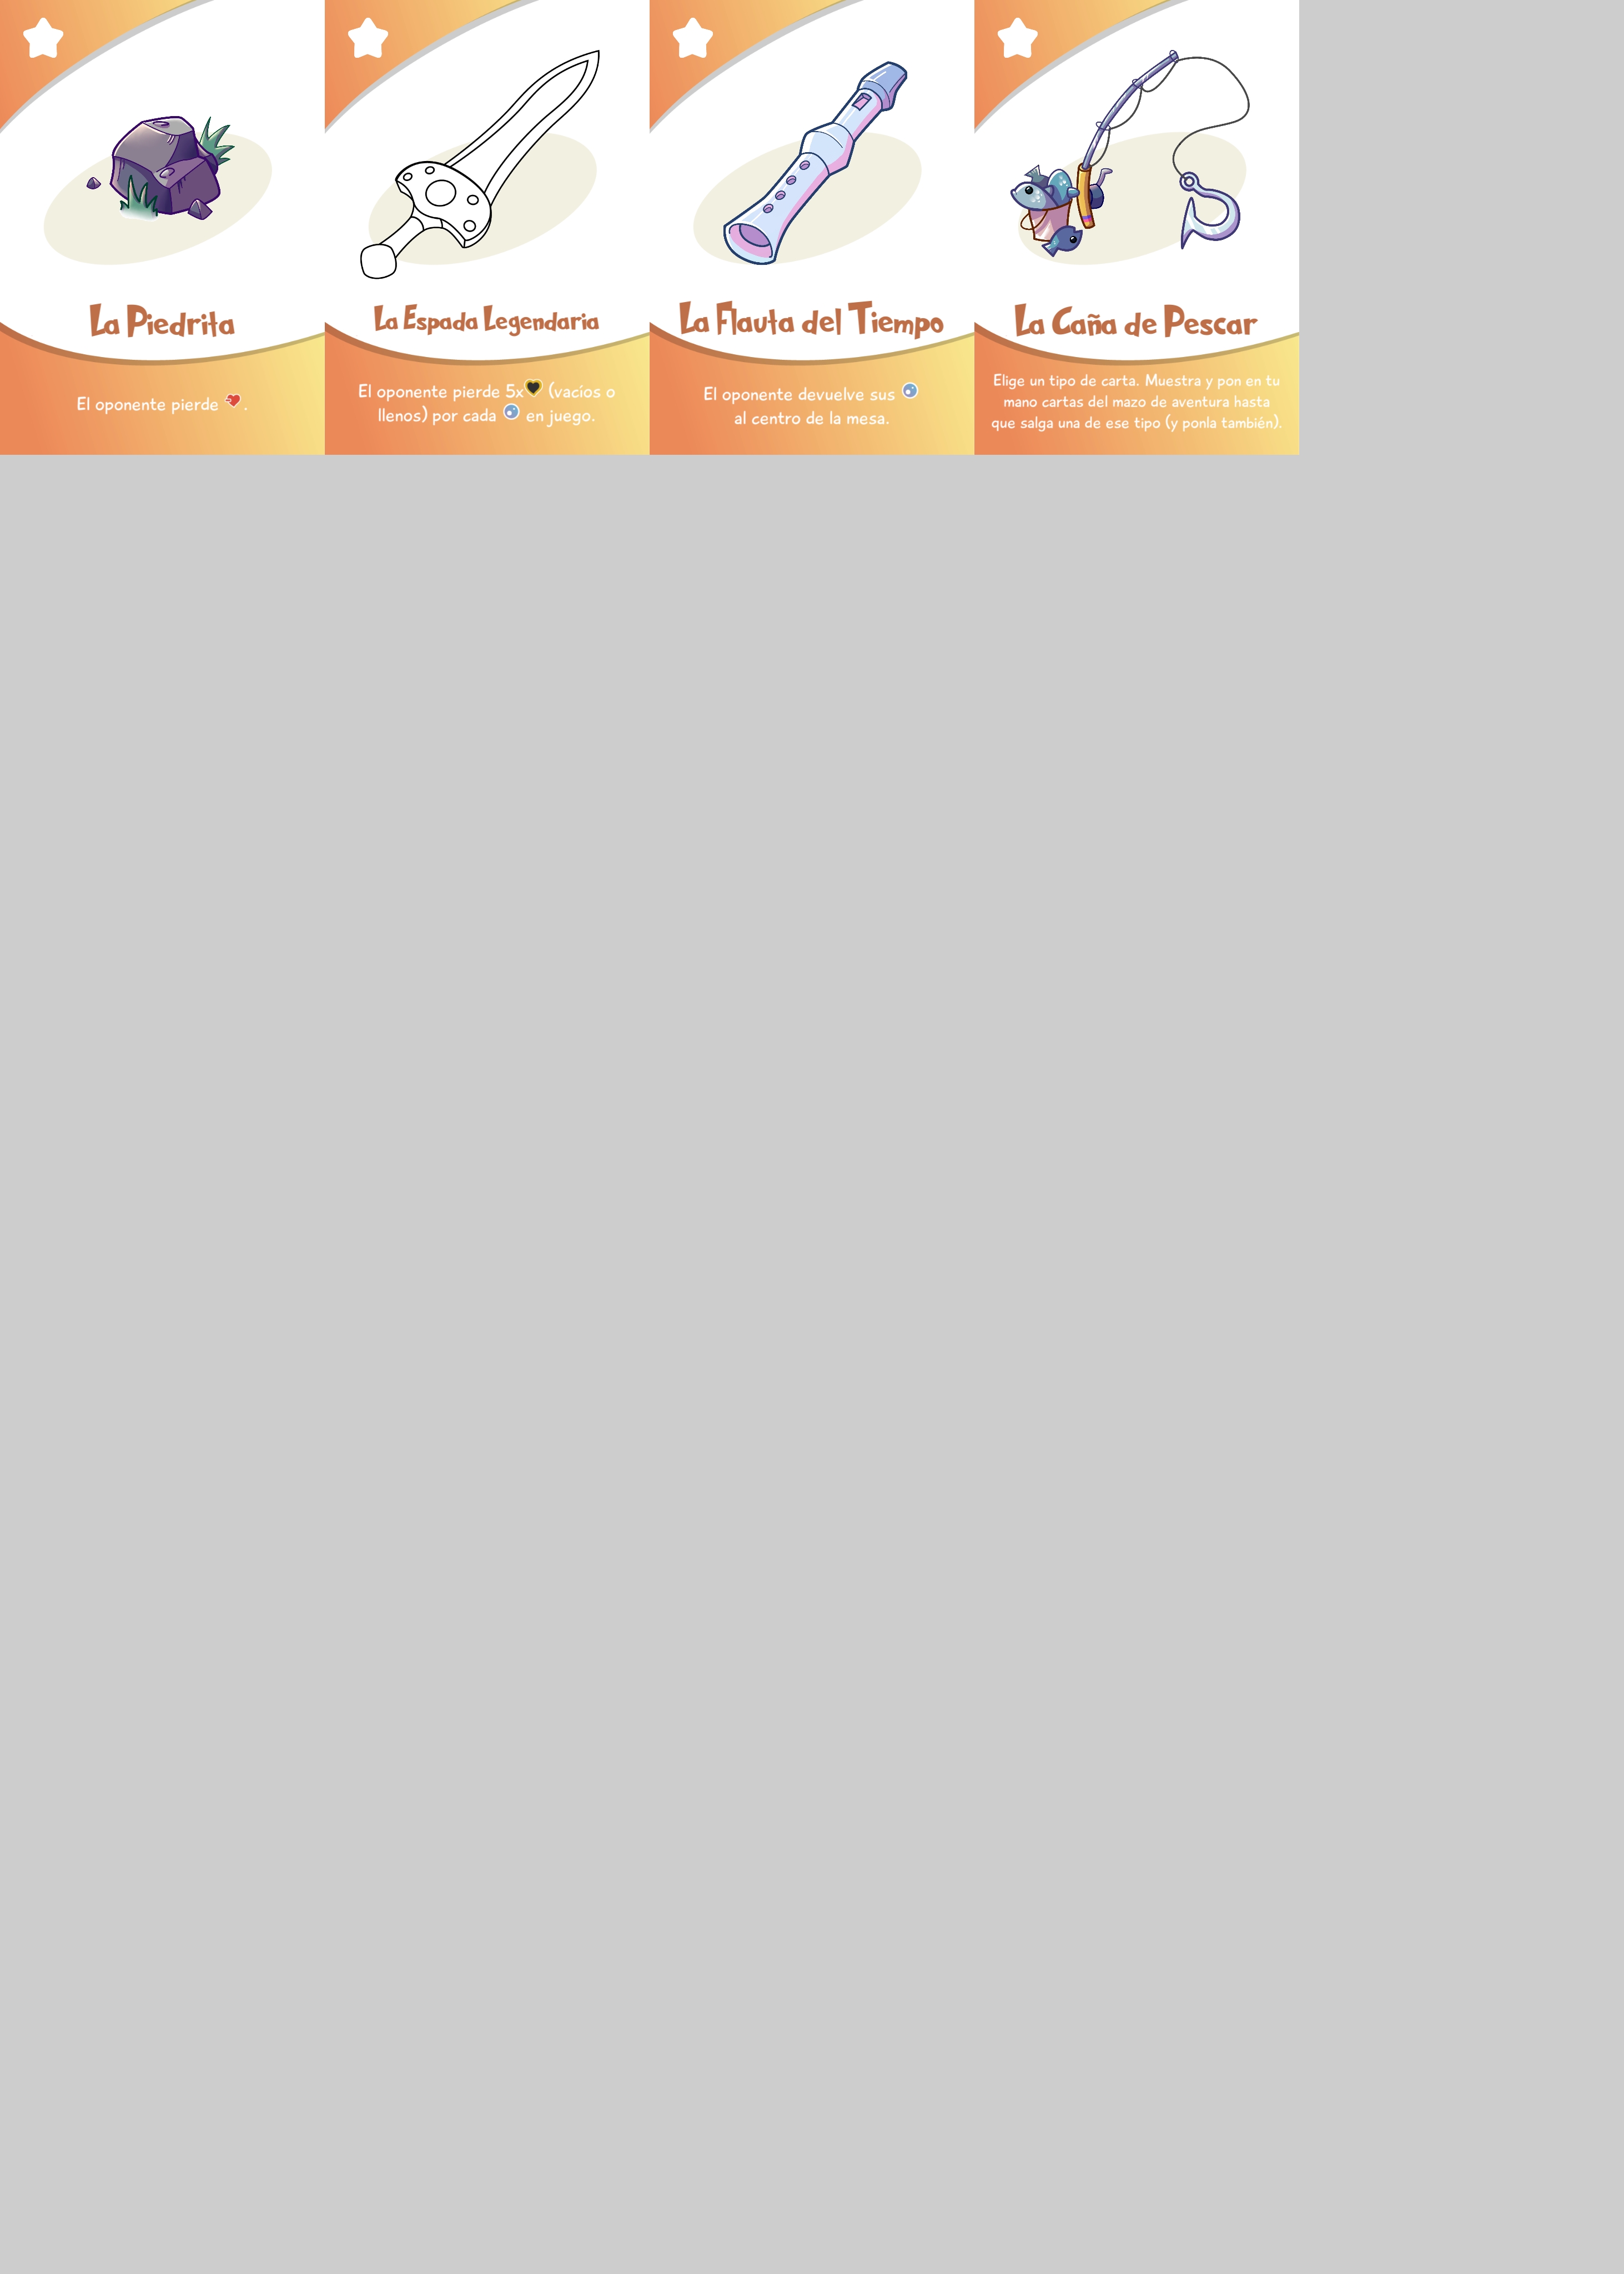 La Piedrita
El oponente pierde .
La Espada Legendaria
El oponente pierde 5x (vacíos o
llenos) por cada en juego.
La Flauta del Tiempo
El oponente devuelve sus
al centro de la mesa.
La Caña de Pescar
Elige un tipo de carta. Muestra y pon en tu
mano cartas del mazo de aventura hasta
que salga una de ese tipo (y ponla también).